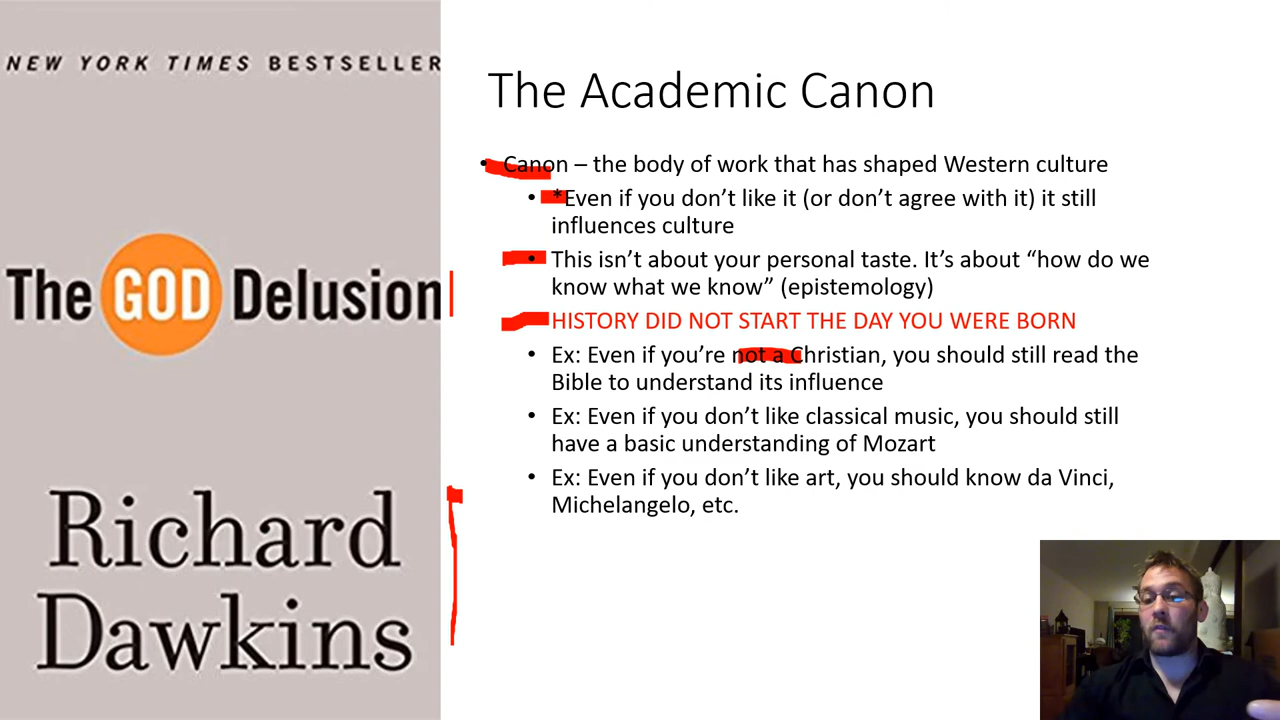 NEW YORK TIMES BESTSELLER
The GOD Delusion
Richard
Dawkins
The Academic Canon
• Canon – the body of work that has shaped Western culture
• *Even if you don’t like it (or don’t agree with it) it still
influences culture
• This isn’t about your personal taste. It’s about “how do we
know what we know” (epistemology)
HISTORY DID NOT START THE DAY YOU WERE BORN
• Ex: Even if you’re not a Christian, you should still read the
Bible to understand its influence
• Ex: Even if you don’t like classical music, you should still
have a basic understanding of Mozart
• Ex: Even if you don’t like art, you should know da Vinci,
Michelangelo, etc.